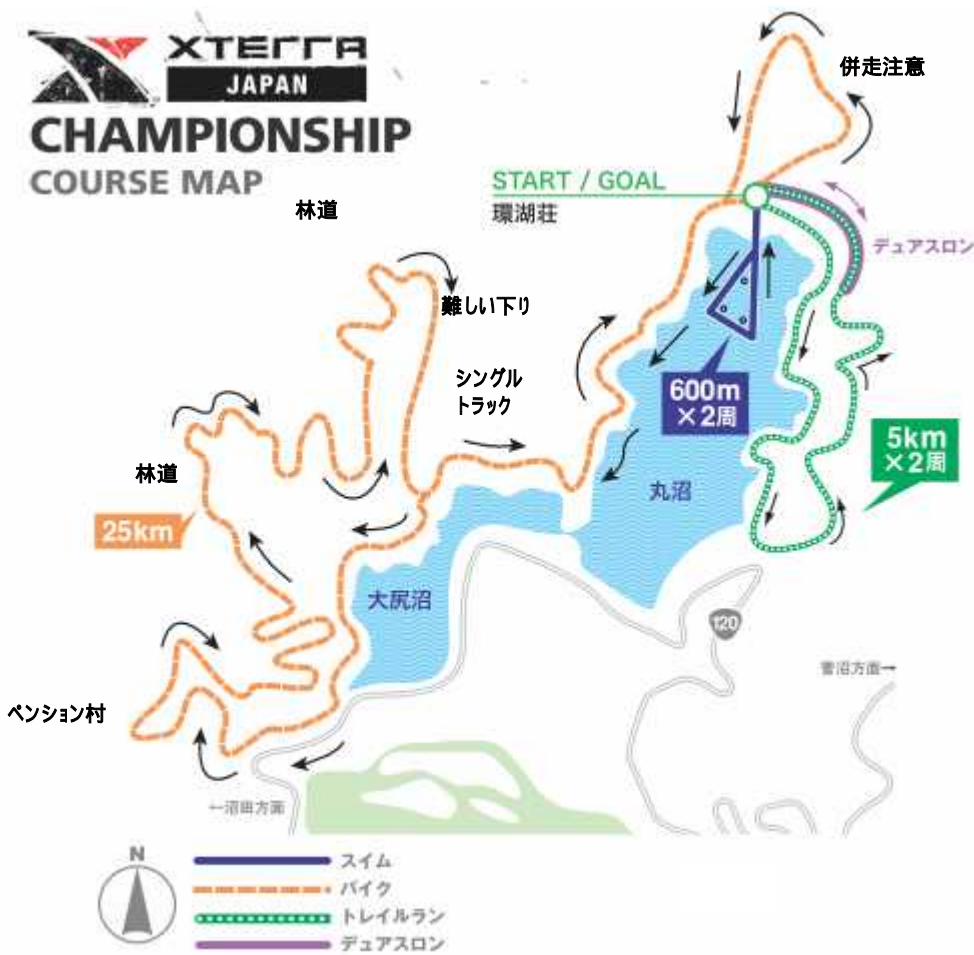 XTERRA
JAPAN
CHAMPIONSHIP
COURSE MAP
併走注意
START / GOAL
環湖荘
デュアスロン
林道
難しい下り
シングル
トラック
600m
×2周
5km
×2周
林道
25km
丸沼
大尻沼
120
菅沼方面→
ペンション村
←沼田方面
N
スイム
バイク
トレイルラン
デュアスロン